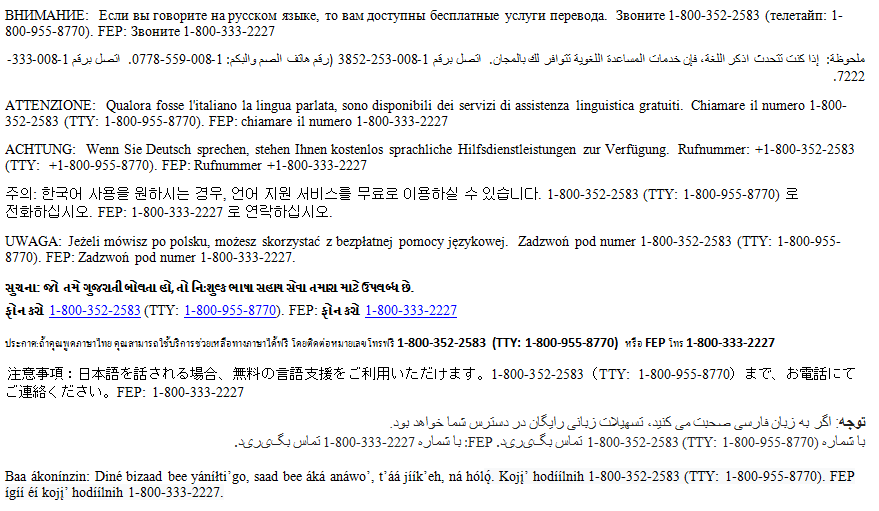 ВНИМАНИЕ: Если вы говорите на русском языке, то вам доступны бесплатные услуги перевода. Звоните 1-800-352-2583 (телетайп: 1-
800-955-8770). FEP: Звоните 1-800-333-2227
ملحوظة: إذا كنت تتحدث اذكر اللغة، فإن خدمات المساعدة اللغوية تتوافر لك بالمجان. اتصل برقم 1-008-253-3852 (رقم هاتف الصم والبكم: 1-008-559-0778. اتصل برقم 1-008-333-
7222.
ATTENZIONE: Qualora fosse l'italiano la lingua parlata, sono disponibili dei servizi di assistenza linguistica gratuiti. Chiamare il numero 1-800-
352-2583 (TTY: 1-800-955-8770). FEP: chiamare il numero 1-800-333-2227
ACHTUNG: Wenn Sie Deutsch sprechen, stehen Ihnen kostenlos sprachliche Hilfsdienstleistungen zur Verfügung. Rufnummer: +1-800-352-2583
(TTY: +1-800-955-8770). FEP: Rufnummer +1-800-333-2227
주의: 한국어 사용을 원하시는 경우, 언어 지원 서비스를 무료로 이용하실 수 있습니다. 1-800-352-2583 (TTY: 1-800-955-8770) 로
전화하십시오. FEP: 1-800-333-2227 로 연락하십시오.
UWAGA: Jeżeli mówisz po polsku, możesz skorzystać z bezpłatnej pomocy językowej. Zadzwoń pod numer 1-800-352-2583 (TTY: 1-800-955-
8770). FEP: Zadzwoń pod numer 1-800-333-2227.
સુચના: જો તમે ગુજરાતી બોલતા હો, તો નિ:શુલ્ક ભાષા સહાય સેવા તમારા માટે ઉપલબ્ધ છે.
ફોન કરો 1-800-352-2583 (TTY: 1-800-955-8770). FEP: ફોન કરો 1-800-333-2227
ประกาศ:ถ้าคุณพูดภาษาไทย คุณสามารถใช้บริการช่วยเหลือทางภาษาได้ฟรี โดยติดต่อหมายเลขโทรฟรี 1-800-352-2583 (TTY: 1-800-955-8770) หรือ FEP โทร 1-800-333-2227
注意事項：日本語を話される場合、無料の言語支援をご利用いただけます。1-800-352-2583（TTY: 1-800-955-8770）まで、お電話にて
ご連絡ください。FEP: 1-800-333-2227
توجه: اگر به زبان فارسی صحبت می کنید، تسهیلات زبانی رایگان در دسترس شما خواهد بود.
با شماره 1-800-352-2583 (TTY: 1-800-955-8770) تماس بگیرید. FEP: با شماره 1-800-333-2227 تماس بگیرید.
Baa ákonínzin: Diné bizaad bee yáníłti’go, saad bee áká anáwo’, t’áá jíík’eh, ná hólǫ́. Kojį’ hodíílnih 1-800-352-2583 (TTY: 1-800-955-8770). FEP
ígíí éí kojį’ hodíílnih 1-800-333-2227.